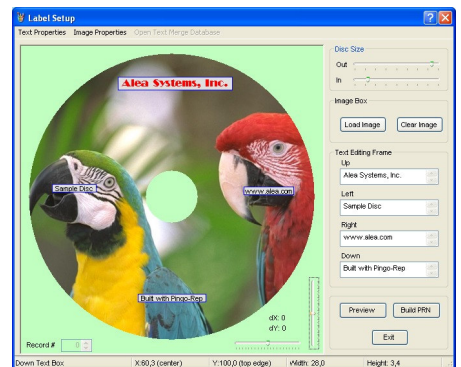 Label Setup
Text Properties Image Properties Open Text Merge Database
Disc Size
Out
In
Alea Systems, Inc.
Image Box
Load Image Clear Image
Text Editing Frame
Up
Alea Systems, Inc.
Left
Sample Disc
Sample Disc
www.alea.com
Right
www.alea.com
Down
Built with Pingo-Rep
Built with Pingo-Rep
dX: 0
dY: 0
Preview Build PRN
Record # 0
Exit
Down Text Box X:60,3 (center) Y:100,0 (top edge) Width: 28,0 Height: 3,4